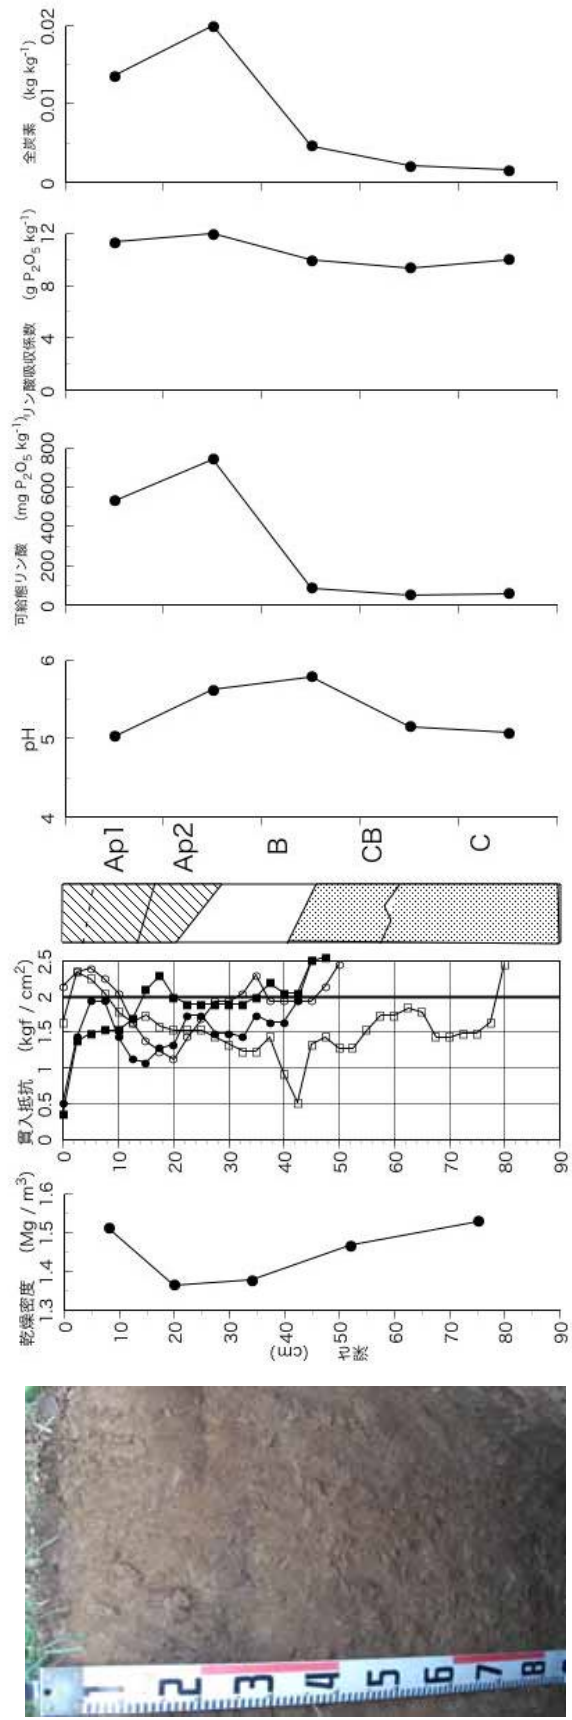 全炭素 (kg kg⁻¹)
0 0.01 0.02
リン酸吸収係数 (g P₂O₅ kg⁻¹)
0 4 8 12
可給態リン酸 (mg P₂O₅ kg⁻¹)
0 200 400 600 800
pH
4 5 6
Ap1 Ap2 B CB C
貫入抵抗 (kgf / cm²)
0 0.5 1 1.5 2 2.5
0 10 20 30 40 50 60 70 80 90
乾燥密度 (Mg / m³)
1.3 1.4 1.5 1.6
0 10 20 30 40 50 60 70 80 90
深さ (cm)
1 2 3 4 5 6 7 8